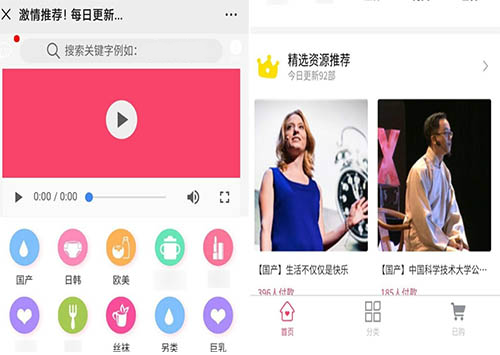 激情推荐！每日更新...
搜索关键字例如：
0:00 / 0:00
国产
日韩
欧美
丝袜
另类
巨乳
精选资源推荐
今日更新92部
【国产】生活不仅仅是快乐
396人付款
【国产】中国科学技术大学公...
185人付款
首页
分类
已购